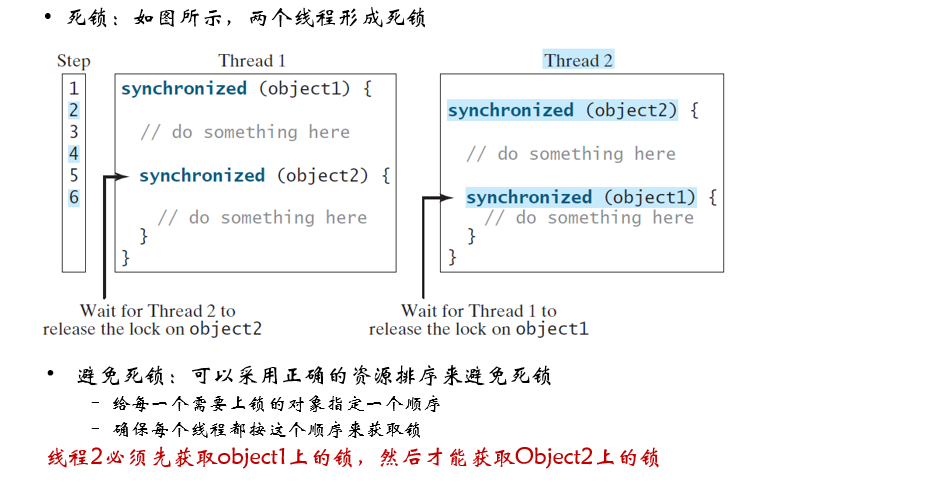 • 死锁：如图所示，两个线程形成死锁
Step Thread 1 Thread 2
1 synchronized (object1) {
2 synchronized (object2) {
3 // do something here
4 // do something here
5 synchronized (object2) {
6 synchronized (object1) {
// do something here // do something here
} }
} }
Wait for Thread 2 to Wait for Thread 1 to
release the lock on object2 release the lock on object1
• 避免死锁：可以采用正确的资源排序来避免死锁
– 给每一个需要上锁的对象指定一个顺序
– 确保每个线程都按这个顺序来获取锁
线程2必须先获取object1上的锁，然后才能获取Object2上的锁